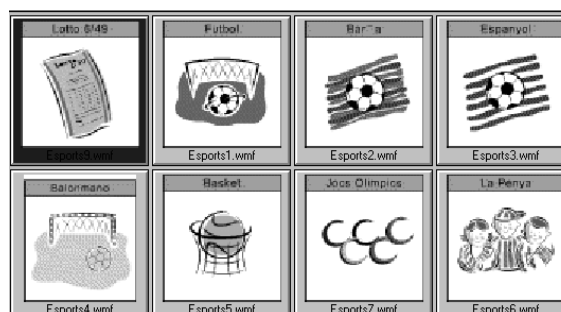 Lotto 6/49
Futbol
Espanyol
Esports9.wmf
Esports1.wmf
Esports2.wmf
Esports3.wmf
Balonmano
Basket
Jocs Olimpics
La Penya
Esports4.wmf
Esports5.wmf
Esports7.wmf
Esports6.wmf